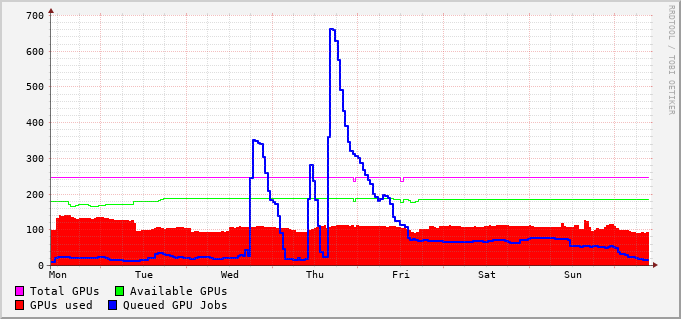 700
600
500
400
300
200
100
0
Mon Tue Wed Thu Fri Sat Sun
Total GPUs Available GPUs
GPUs used Queued GPU Jobs
RRDTOOL / TOBI OETIKER